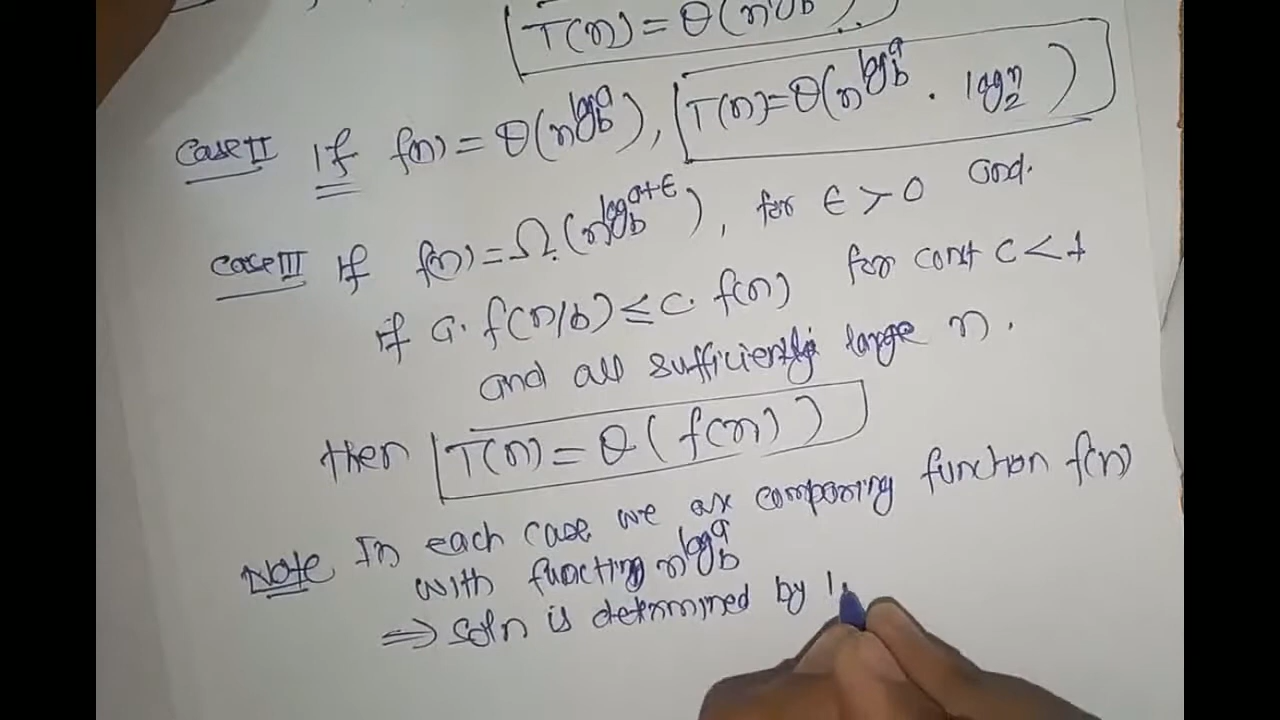 T(n) = θ(n^log_b
Case II If f(n) = θ(n^log_b^a), T(n) = θ(n^log_b^a . log_2^n)
Case III If f(n) = Ω(n^log_b^a+ϵ), for ϵ > 0 and.
if a. f(n/b) ≤ c. f(n) for const c < 1
and all sufficiently large n.
then T(n) = θ(f(n))
Note In each case we are comparing function f(n)
with function n^log_b^a
⇒ soln is determined by